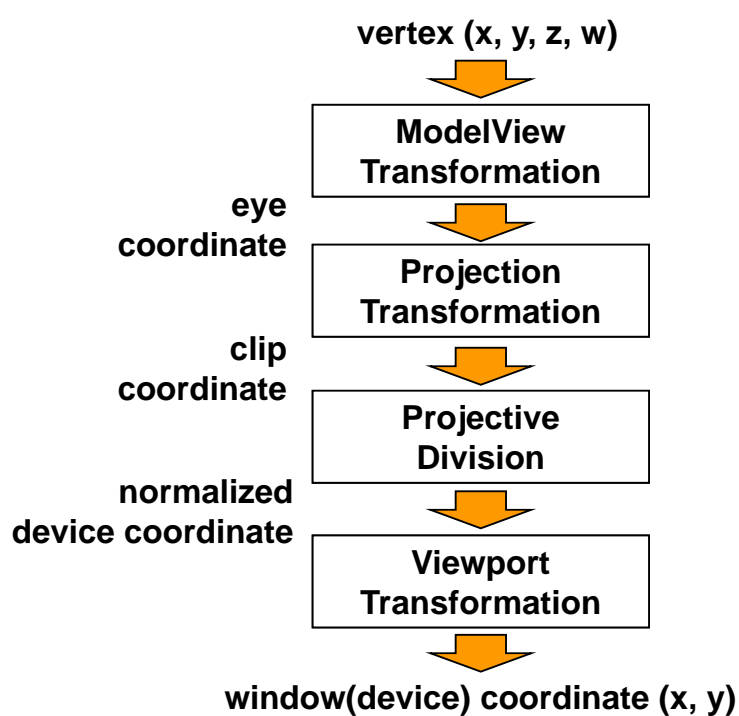 vertex (x, y, z, w)
ModelView
Transformation
eye
coordinate
Projection
Transformation
clip
coordinate
Projective
Division
normalized
device coordinate
Viewport
Transformation
window(device) coordinate (x, y)